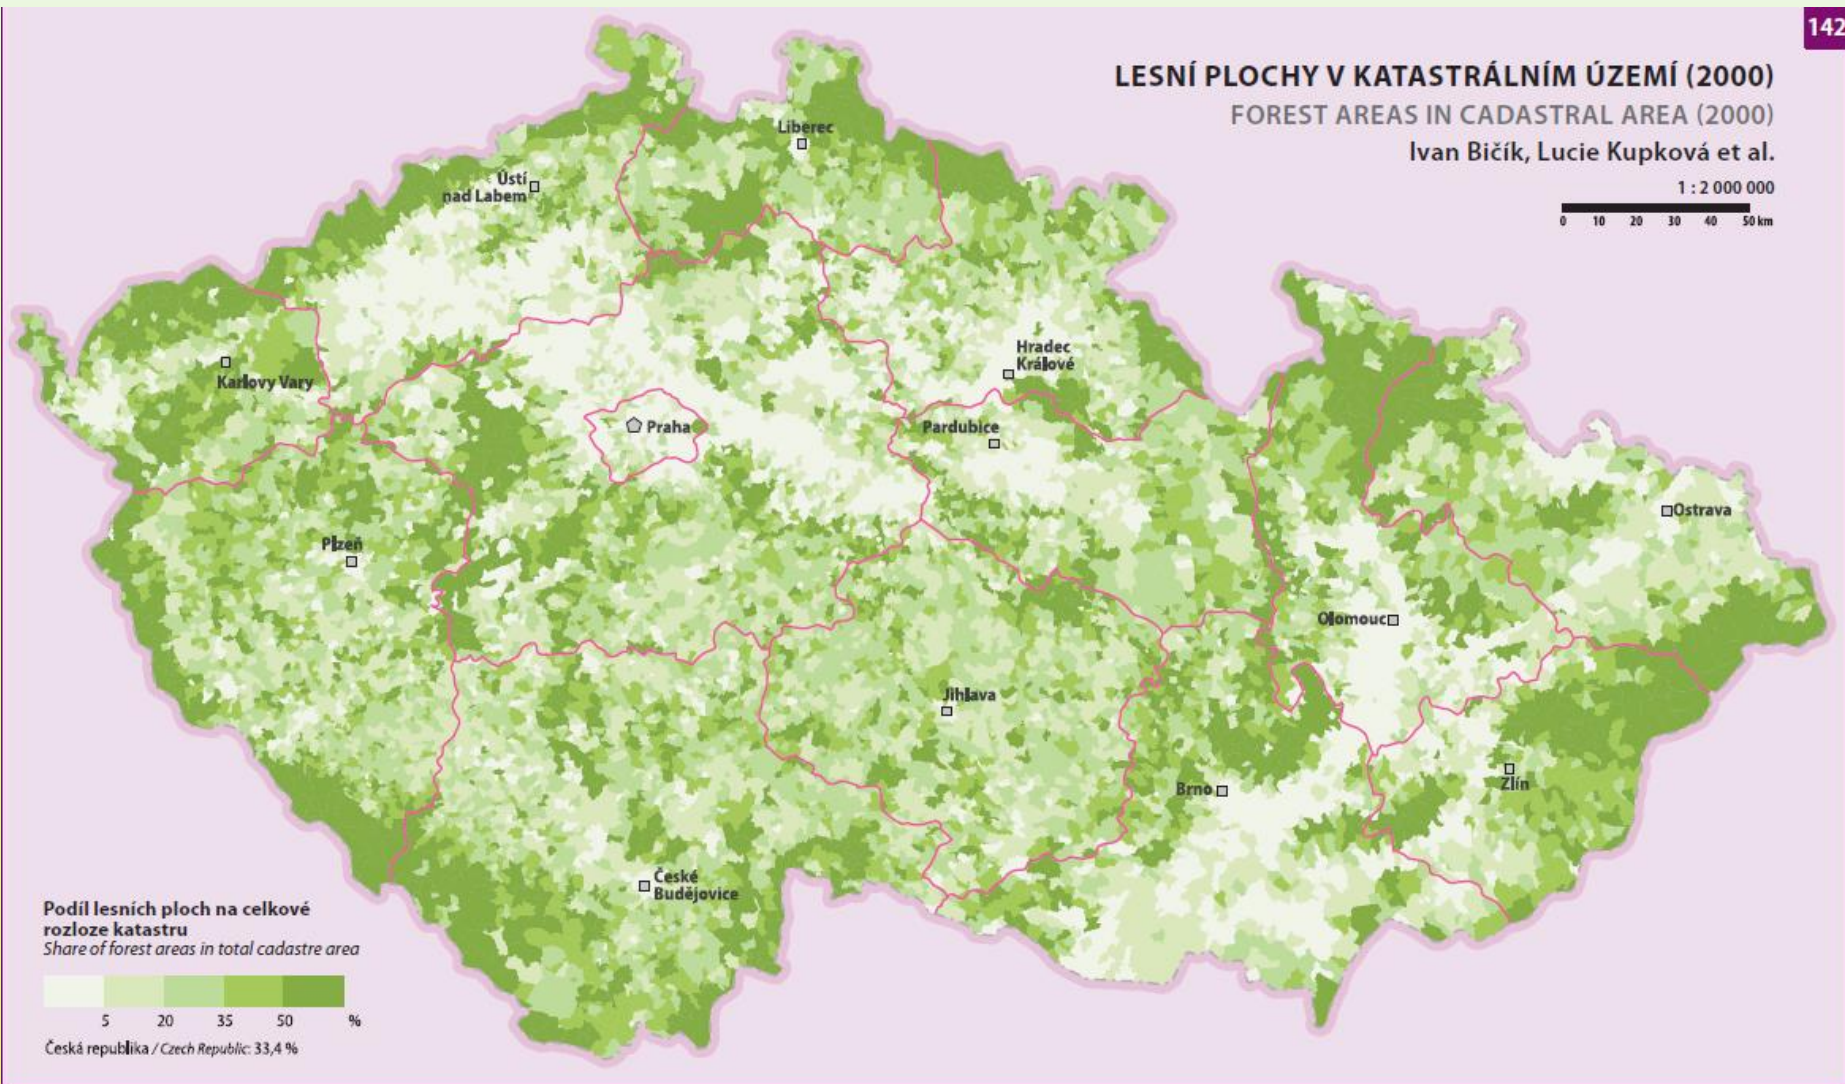 142
LESNÍ PLOCHY V KATASTRÁLNÍM ÚZEMÍ (2000)
FOREST AREAS IN CADASTRAL AREA (2000)
Ivan Bičík, Lucie Kupková et al.
1 : 2 000 000
0 10 20 30 40 50 km
Liberec
Ústí
nad Labem
Karlovy Vary
Hradec
Králové
Praha
Pardubice
Ostrava
Plzeň
Olomouc
Jihlava
Zlín
Brno
České
Budějovice
Podíl lesních ploch na celkové
rozloze katastru
Share of forest areas in total cadastre area
5 20 35 50 %
Česká republika / Czech Republic: 33,4 %